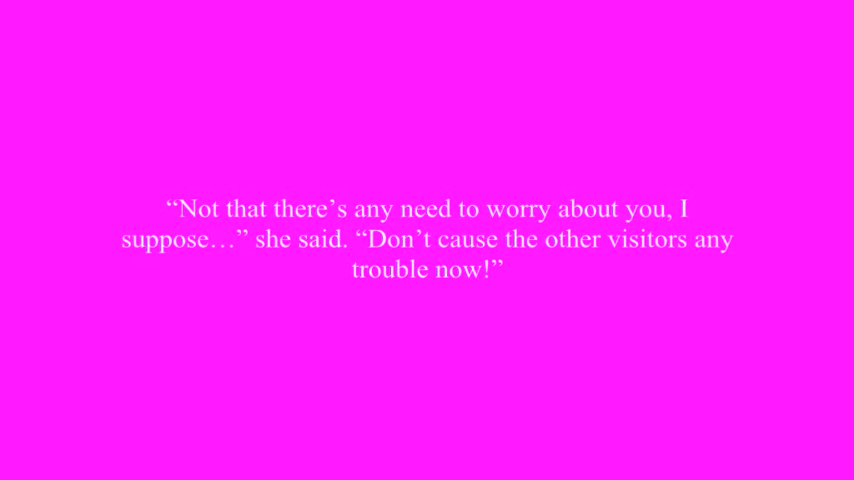 “Not that there’s any need to worry about you, I
suppose…” she said. “Don’t cause the other visitors any
trouble now!”